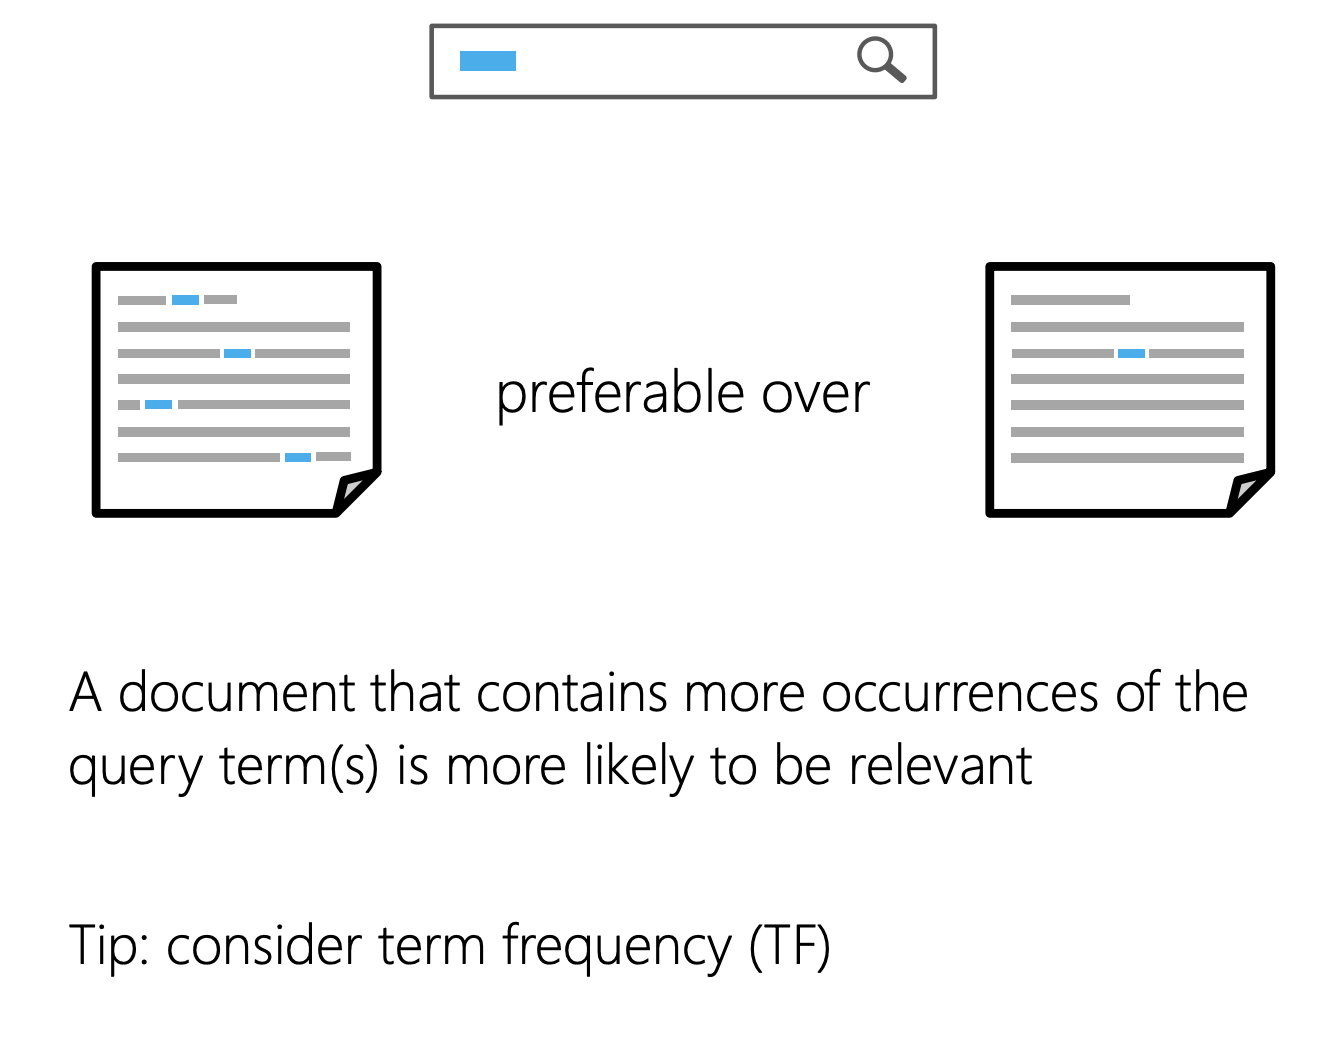 preferable over
A document that contains more occurrences of the
query term(s) is more likely to be relevant
Tip: consider term frequency (TF)